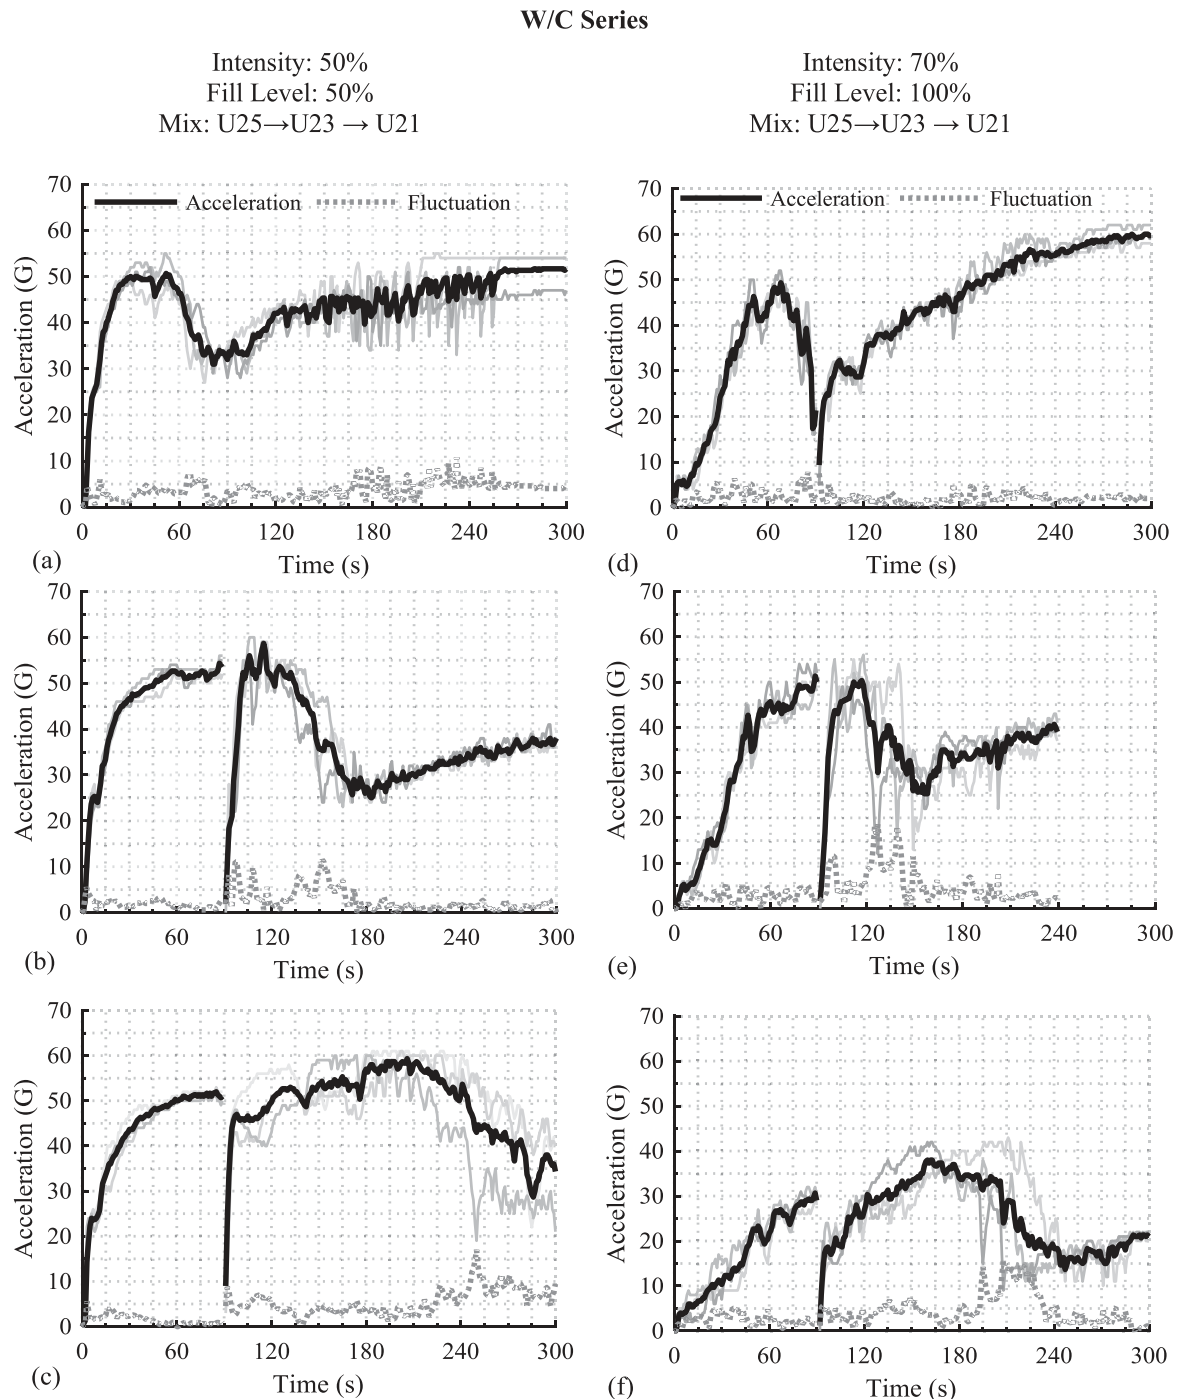 W/C Series
Intensity: 50%
Fill Level: 50%
Mix: U25→U23 → U21
Intensity: 70%
Fill Level: 100%
Mix: U25→U23 → U21
70
60
50
40
30
20
10
0
Acceleration (G)
Acceleration
Fluctuation
0 60 120 180 240 300
Time (s)
(a)
70
60
50
40
30
20
10
0
Acceleration (G)
Acceleration
Fluctuation
0 60 120 180 240 300
Time (s)
(d)
70
60
50
40
30
20
10
0
Acceleration (G)
0 60 120 180 240 300
Time (s)
(b)
70
60
50
40
30
20
10
0
Acceleration (G)
0 60 120 180 240 300
Time (s)
(e)
70
60
50
40
30
20
10
0
Acceleration (G)
0 60 120 180 240 300
Time (s)
(c)
70
60
50
40
30
20
10
0
Acceleration (G)
0 60 120 180 240 300
Time (s)
(f)